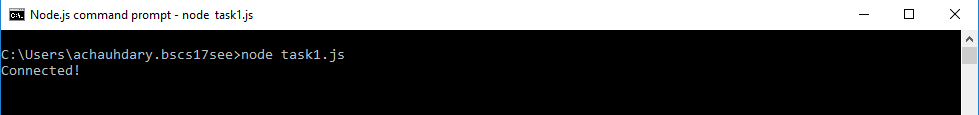 Node.js command prompt - node  task1.js
C:\Users\achauhdary.bscs17see>node task1.js
Connected!